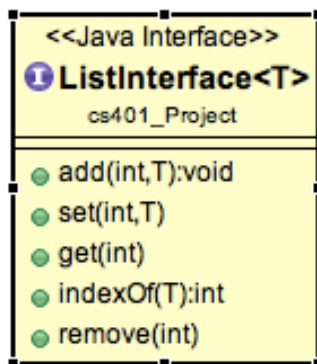 <<Java Interface>>
I ListInterface<T>
cs401_Project
add(int,T):void
set(int,T)
get(int)
indexOf(T):int
remove(int)